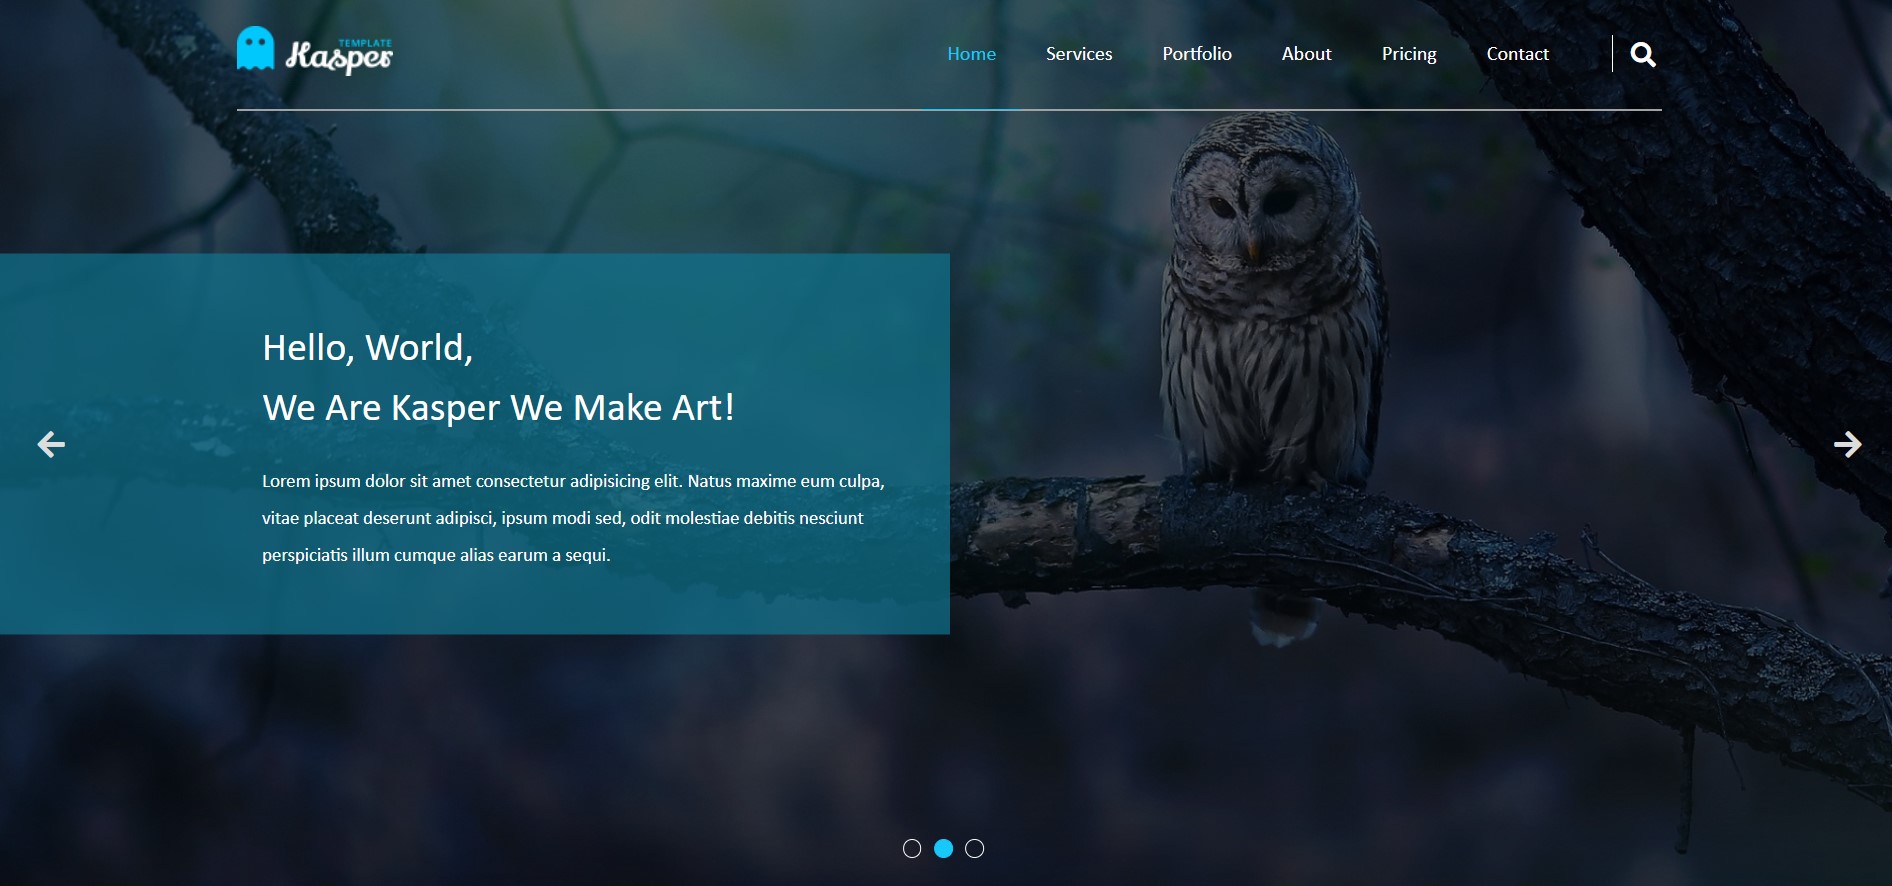 TEMPLATE
Kasper
Home Services Portfolio About Pricing Contact
Hello, World,
We Are Kasper We Make Art!
Lorem ipsum dolor sit amet consectetur adipisicing elit. Natus maxime eum culpa,
vitae placeat deserunt adipisci, ipsum modi sed, odit molestiae debitis nesciunt
perspiciatis illum cumque alias earum a sequi.